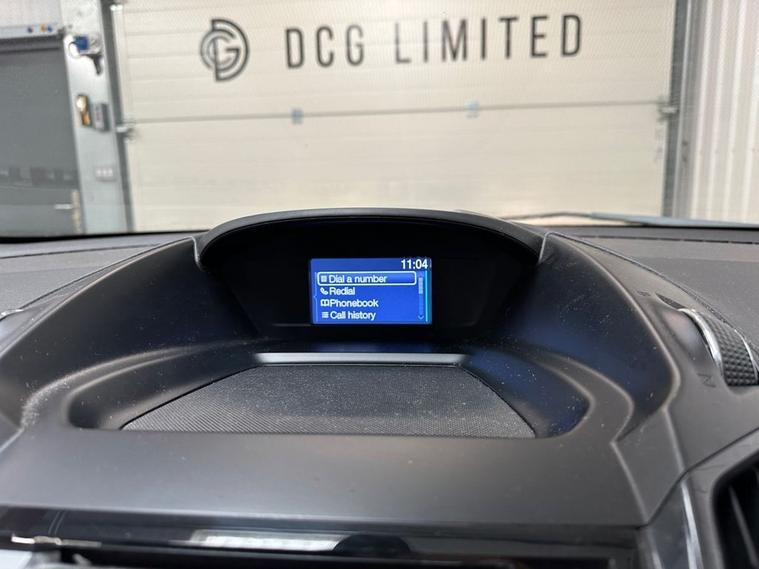 DCG LIMITED
11:04
Dial a number
Redial
Phonebook
Call history